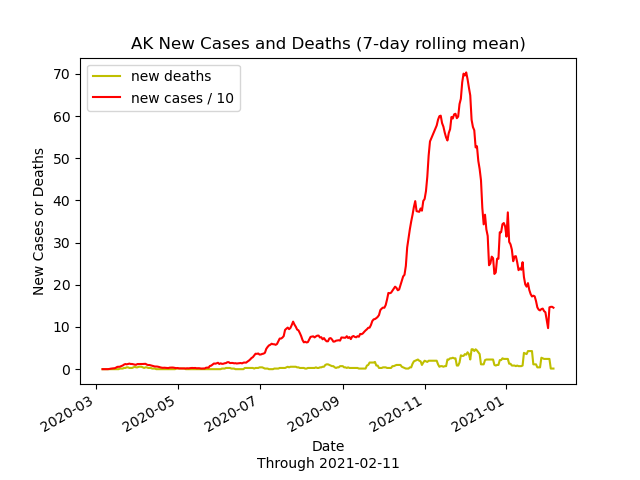 AK New Cases and Deaths (7-day rolling mean)
new deaths
new cases / 10
70
60
50
40
30
20
10
0
New Cases or Deaths
2020-03
2020-05
2020-07
2020-09
2020-11
2021-01
Date
Through 2021-02-11